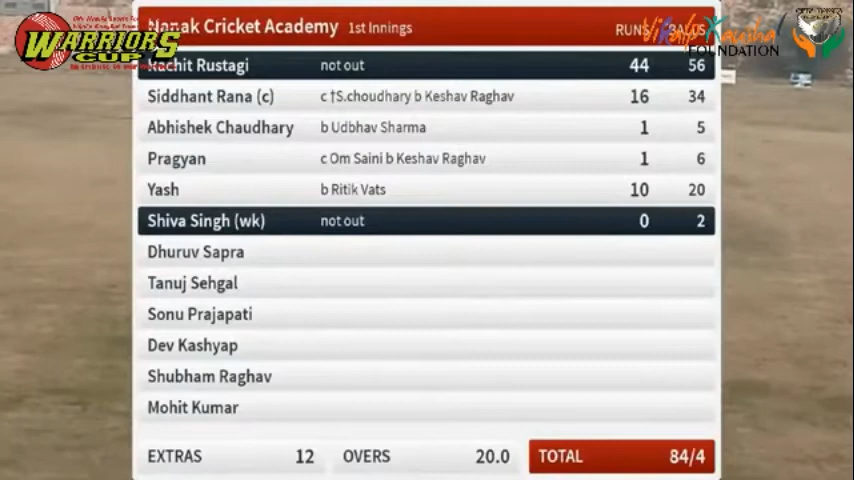 Nanak Cricket Academy 1st Innings RUNS BALLS
WARRIORS
CUP
Vikalp Kausha
FOUNDATION
Rachit Rustagi not out 44 56
Siddhant Rana (c) c †S.choudhary b Keshav Raghav 16 34
Abhishek Chaudhary b Udbhav Sharma 1 5
Pragyan c Om Saini b Keshav Raghav 1 6
Yash b Ritik Vats 10 20
Shiva Singh (wk) not out 0 2
Dhuruv Sapra
Tanuj Sehgal
Sonu Prajapati
Dev Kashyap
Shubham Raghav
Mohit Kumar
EXTRAS 12 OVERS 20.0 TOTAL 84/4